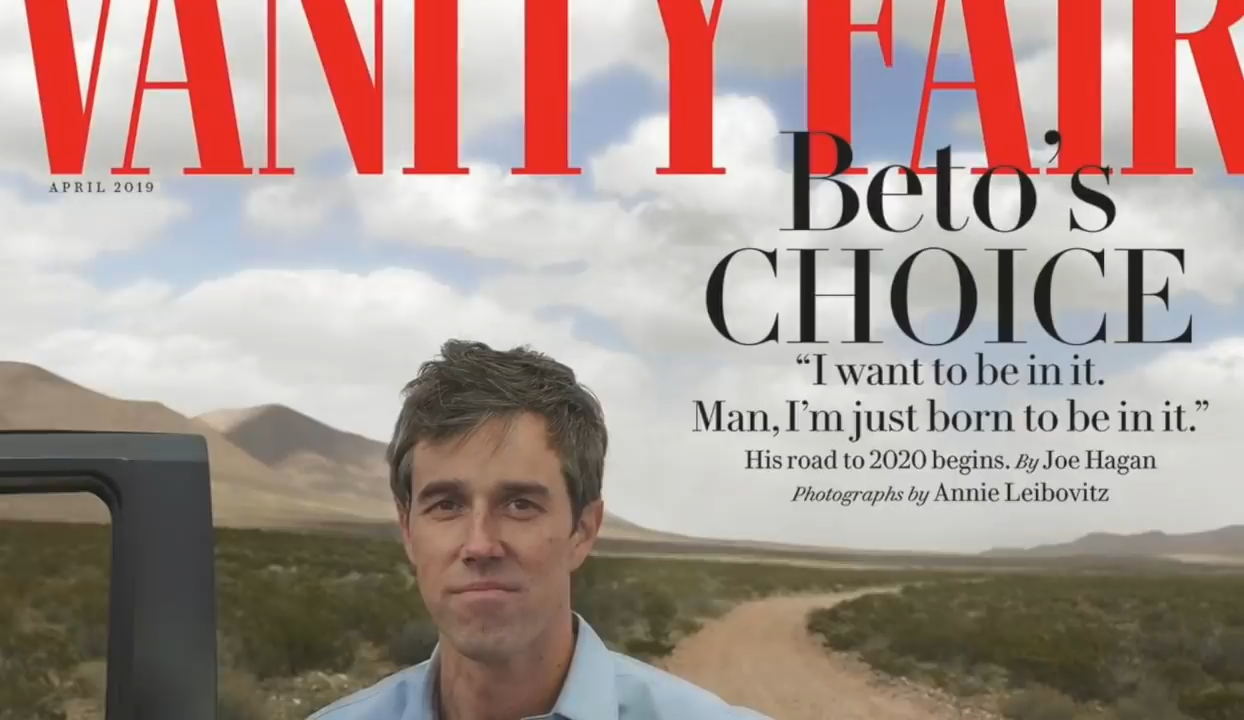 VANITY FAIR
APRIL 2019
Beto's
CHOICE
“I want to be in it.
Man, I’m just born to be in it.”
His road to 2020 begins. By Joe Hagan
Photographs by Annie Leibovitz